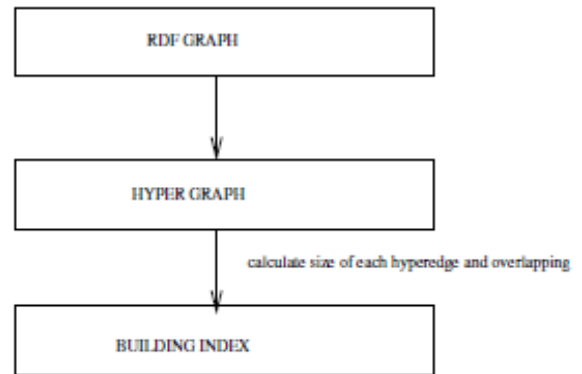 RDF GRAPH
HYPER GRAPH
calculate size of each hyperedge and overlapping
BUILDING INDEX